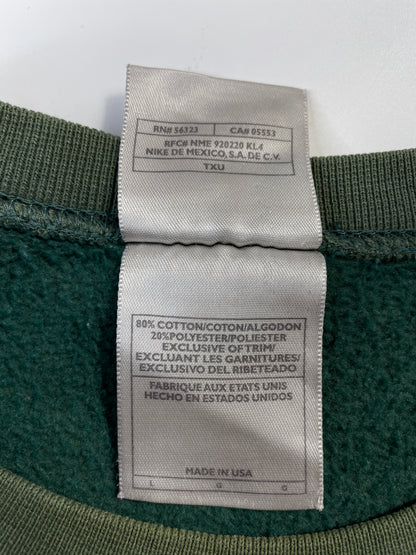 RN# 56323 CA# 05553
RFC# NME 920220 KL4
NIKE DE MEXICO, S.A. DE C.V.
TXU
80% COTTON/COTON/ALGODON
20% POLYESTER/POLIESTER
EXCLUSIVE OF TRIM/
EXCLUANT LES GARNITURES/
EXCLUSIVO DEL RIBETEADO
FABRIQUE AUX ETATS UNIS
HECHO EN ESTADOS UNIDOS
MADE IN USA
L G G